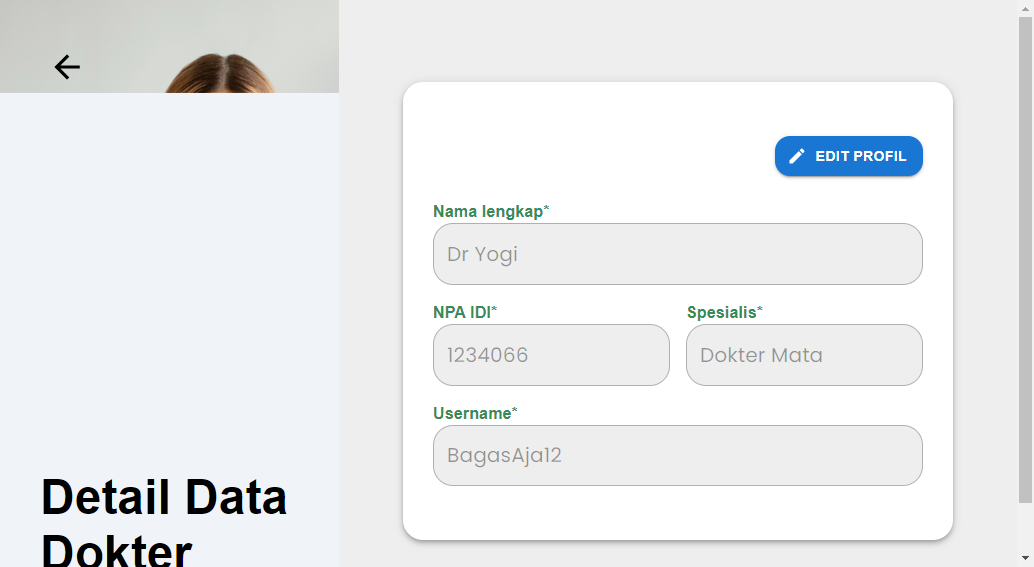 EDIT PROFIL
Nama lengkap*
Dr Yogi
NPA IDI*
Spesialis*
1234066
Dokter Mata
Username*
BagasAja12
Detail Data
Dokter